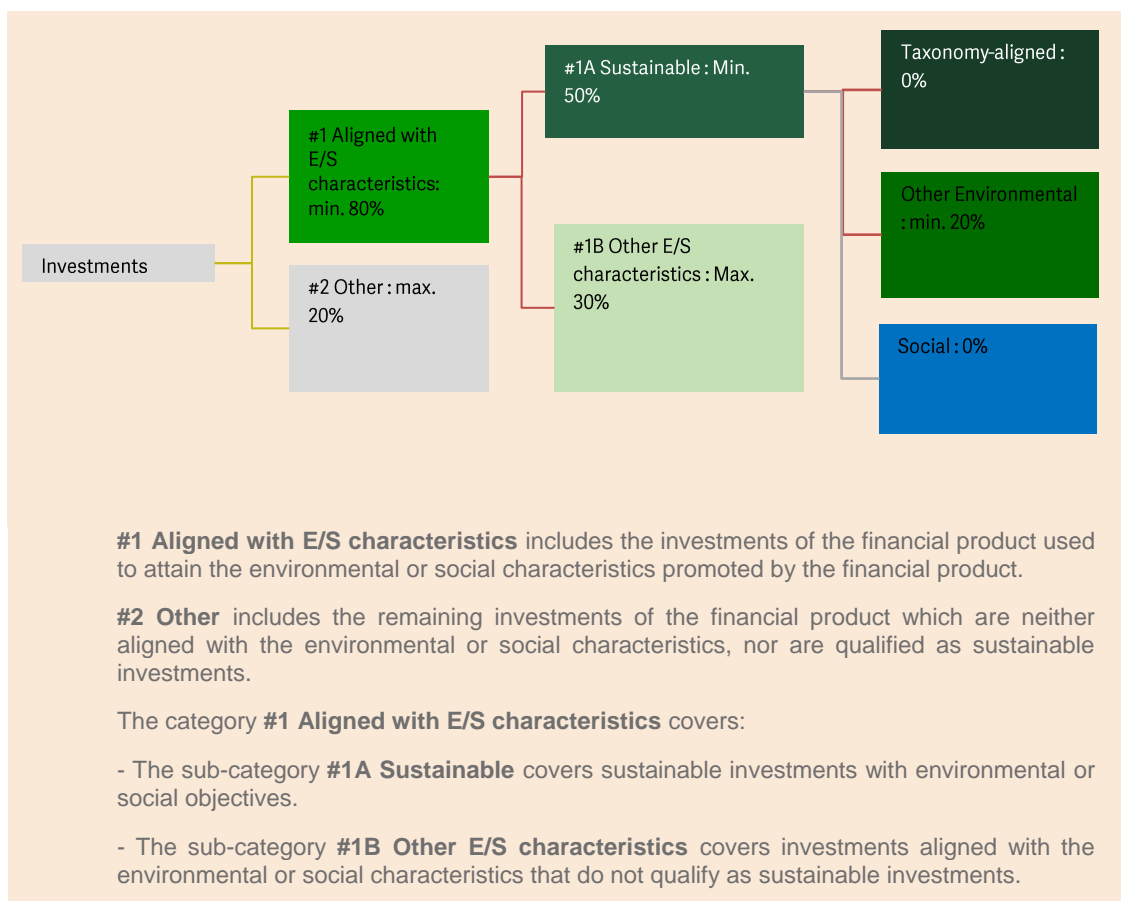 Investments
#1 Aligned with
E/S
characteristics:
min. 80%
#2 Other : max.
20%
#1A Sustainable : Min.
50%
#1B Other E/S
characteristics : Max.
30%
Taxonomy-aligned :
0%
Other Environmental
: min. 20%
Social : 0%
#1 Aligned with E/S characteristics includes the investments of the financial product used
to attain the environmental or social characteristics promoted by the financial product.
#2 Other includes the remaining investments of the financial product which are neither
aligned with the environmental or social characteristics, nor are qualified as sustainable
investments.
The category #1 Aligned with E/S characteristics covers:
- The sub-category #1A Sustainable covers sustainable investments with environmental or
social objectives.
- The sub-category #1B Other E/S characteristics covers investments aligned with the
environmental or social characteristics that do not qualify as sustainable investments.